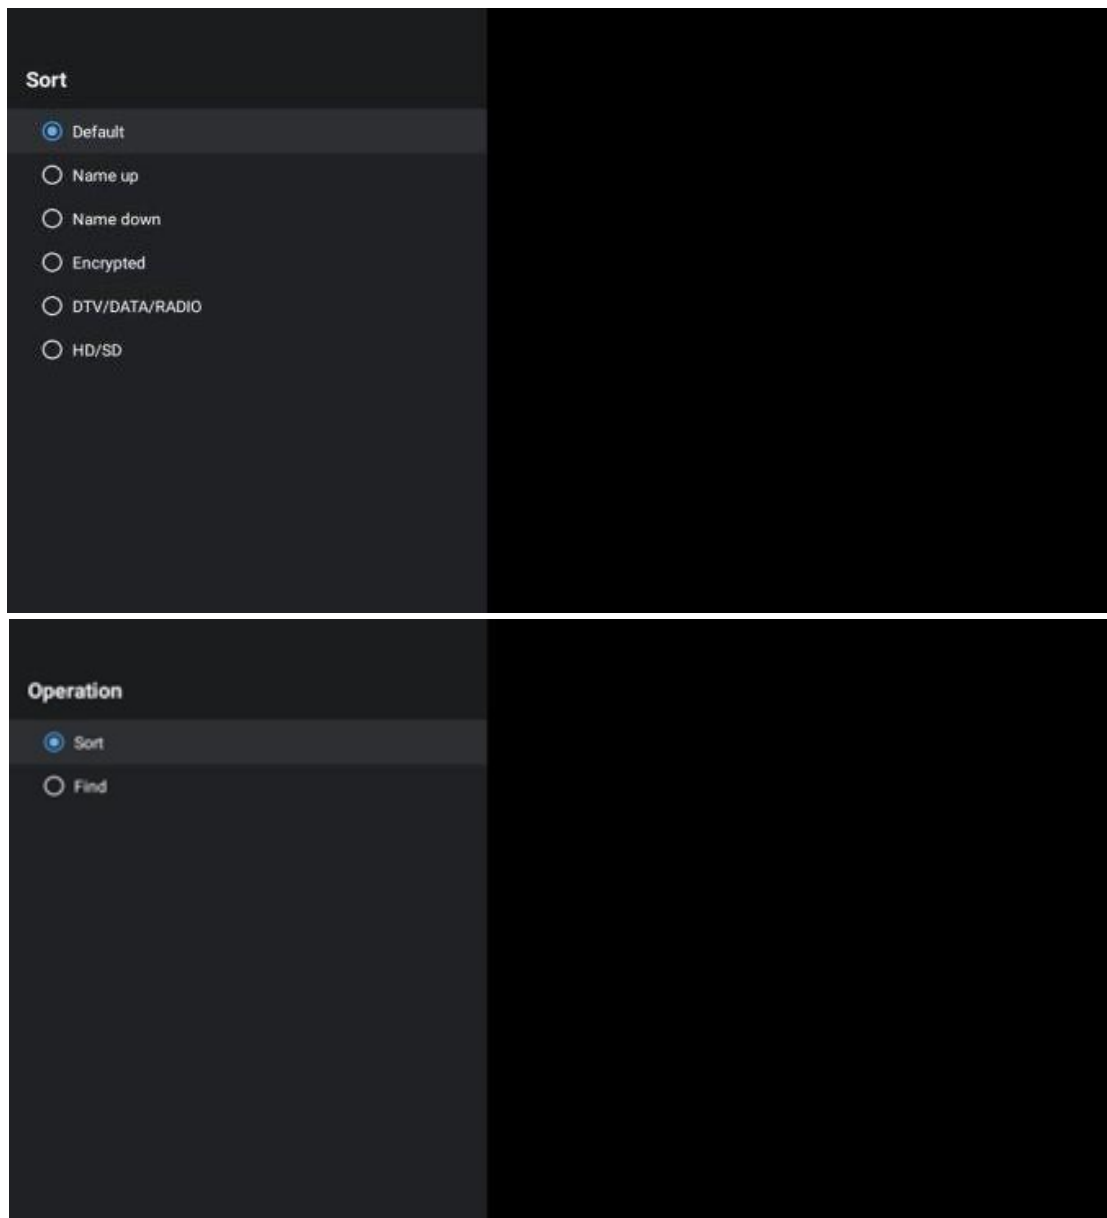 Sort
Default
Name up
Name down
Encrypted
DTV/DATA/RADIO
HD/SD
Operation
Sort
Find